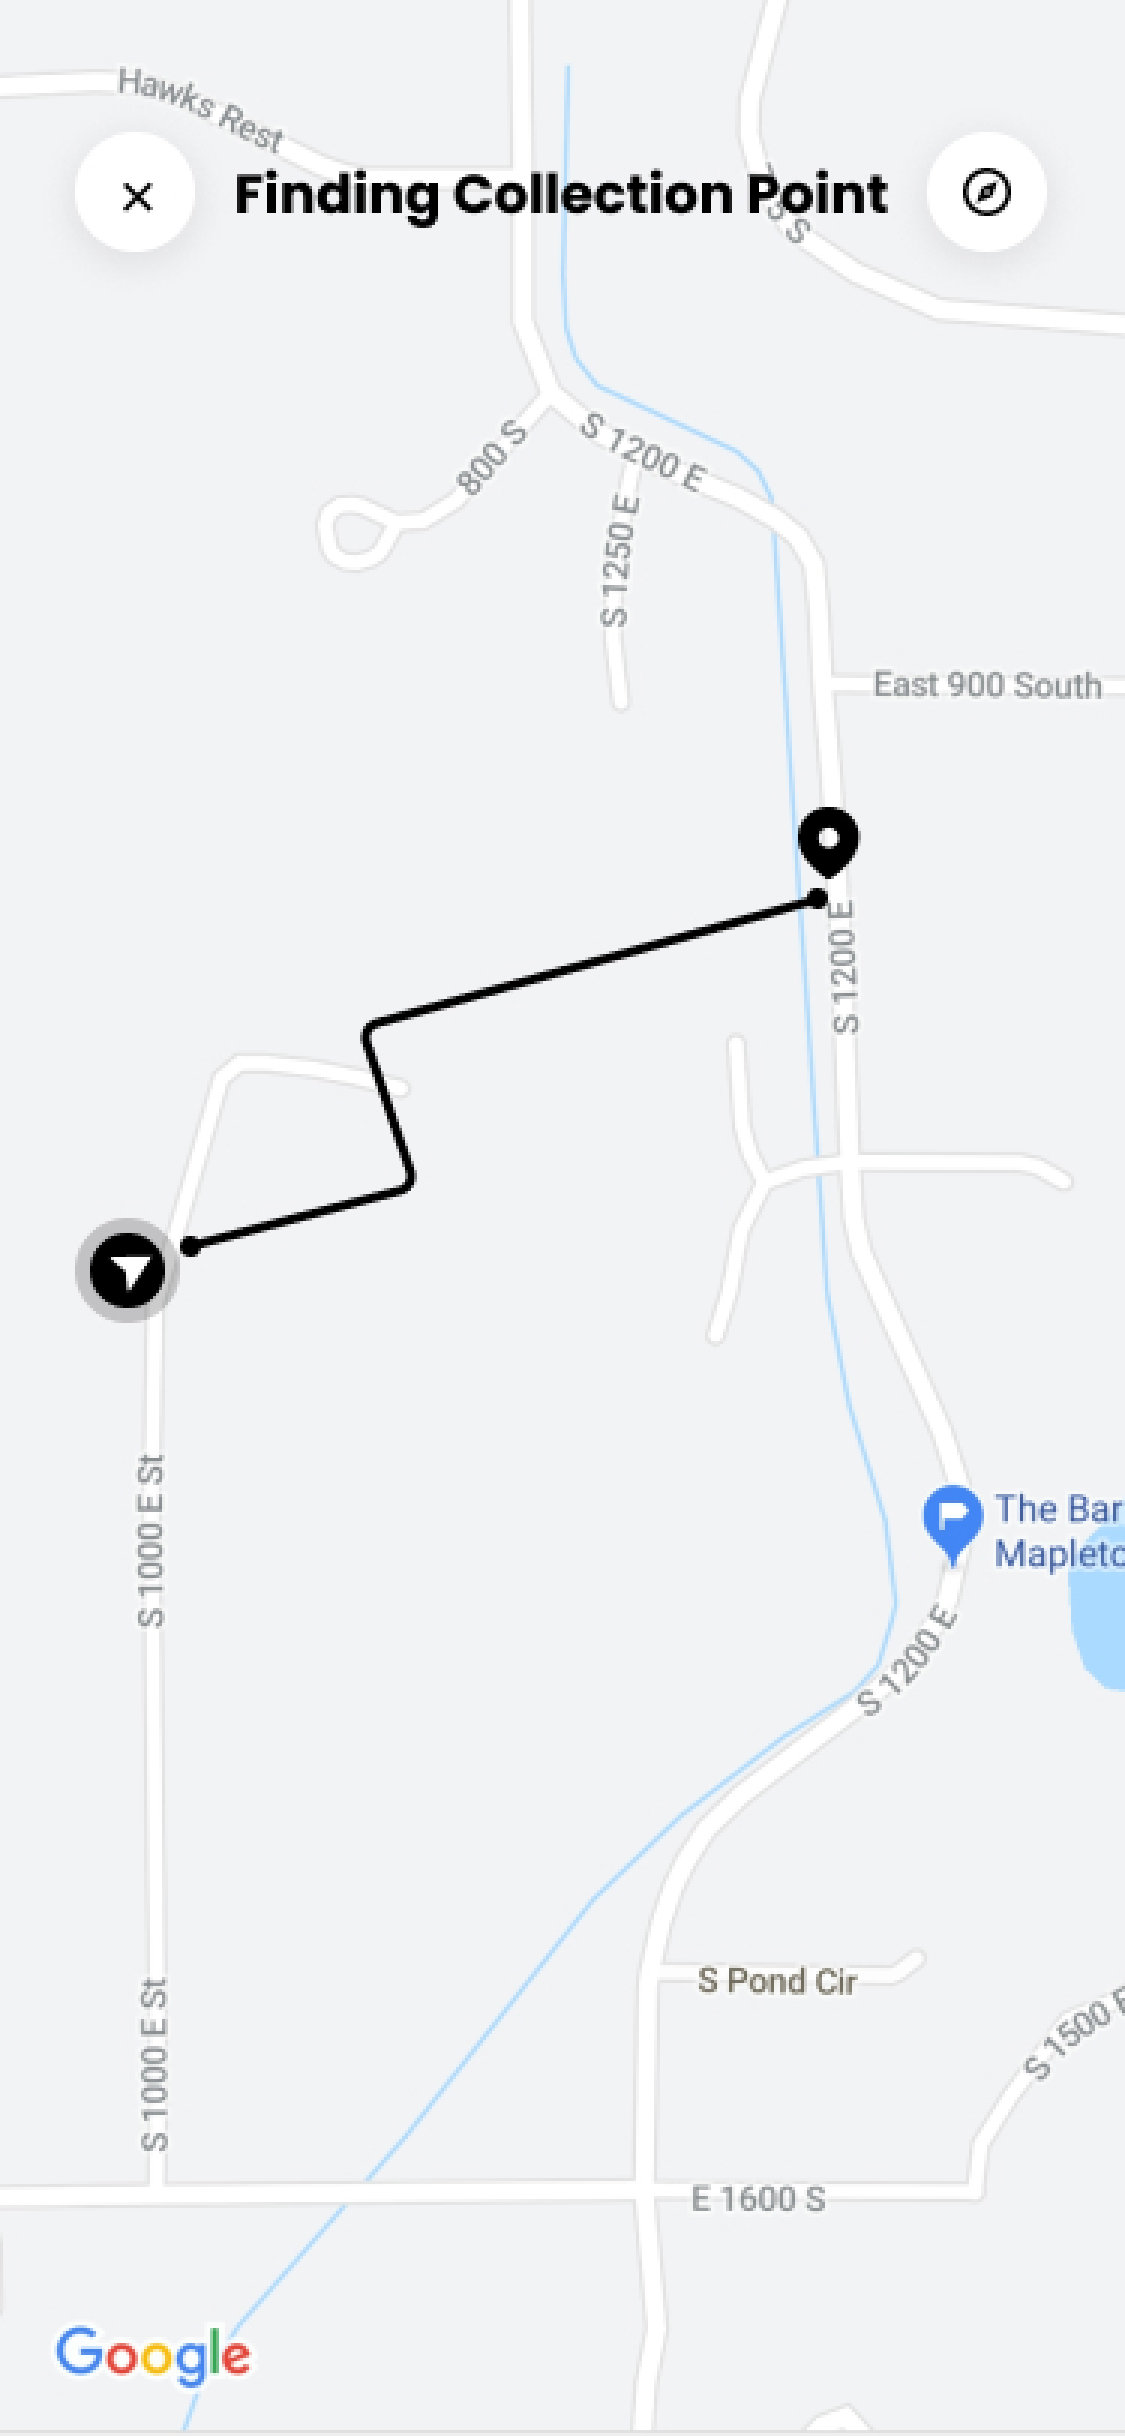 Hawks Rest
Finding Collection Point
S
800 S
S 1200 E
S 1250 E
East 900 South
S 1200 E
S 1000 E St
The Bar
Mapleto
S 1200 E
S Pond Cir
S 1500 E
S 1000 E St
E 1600 S
Google